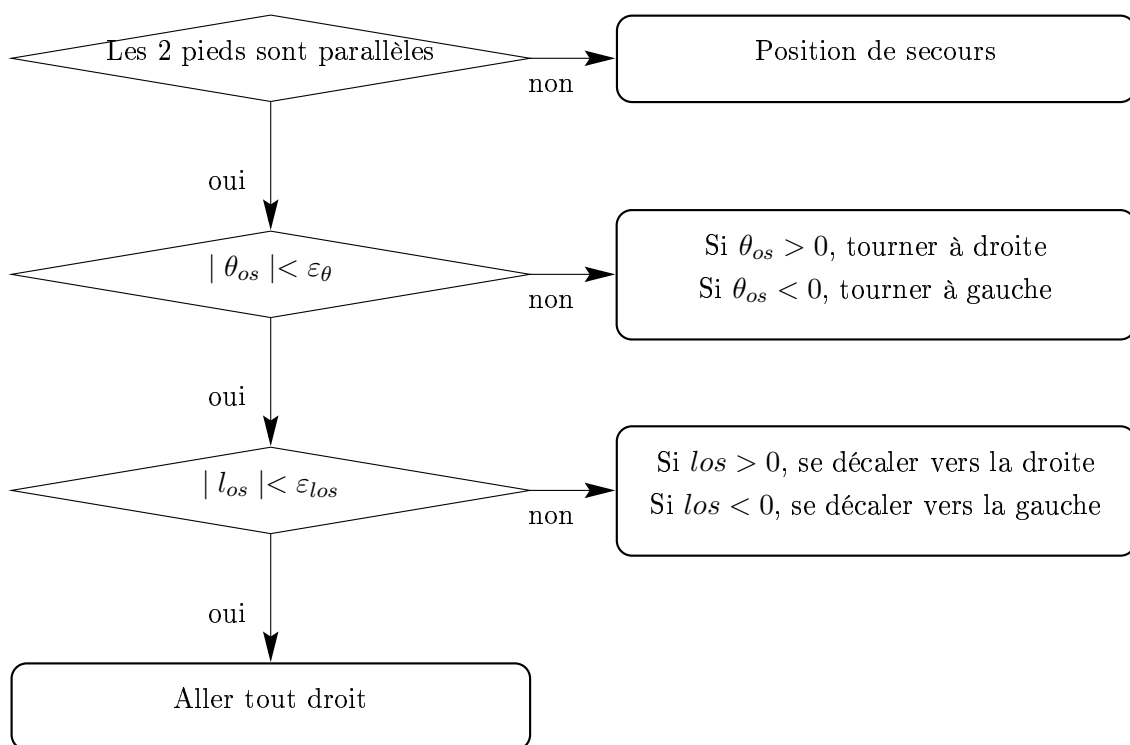 Les 2 pieds sont parallèles
Position de secours
non
oui
| θos |< εθ
Si θos > 0, tourner à droite
Si θos < 0, tourner à gauche
non
oui
| los |< εlos
Si los > 0, se décaler vers la droite
Si los < 0, se décaler vers la gauche
non
oui
Aller tout droit